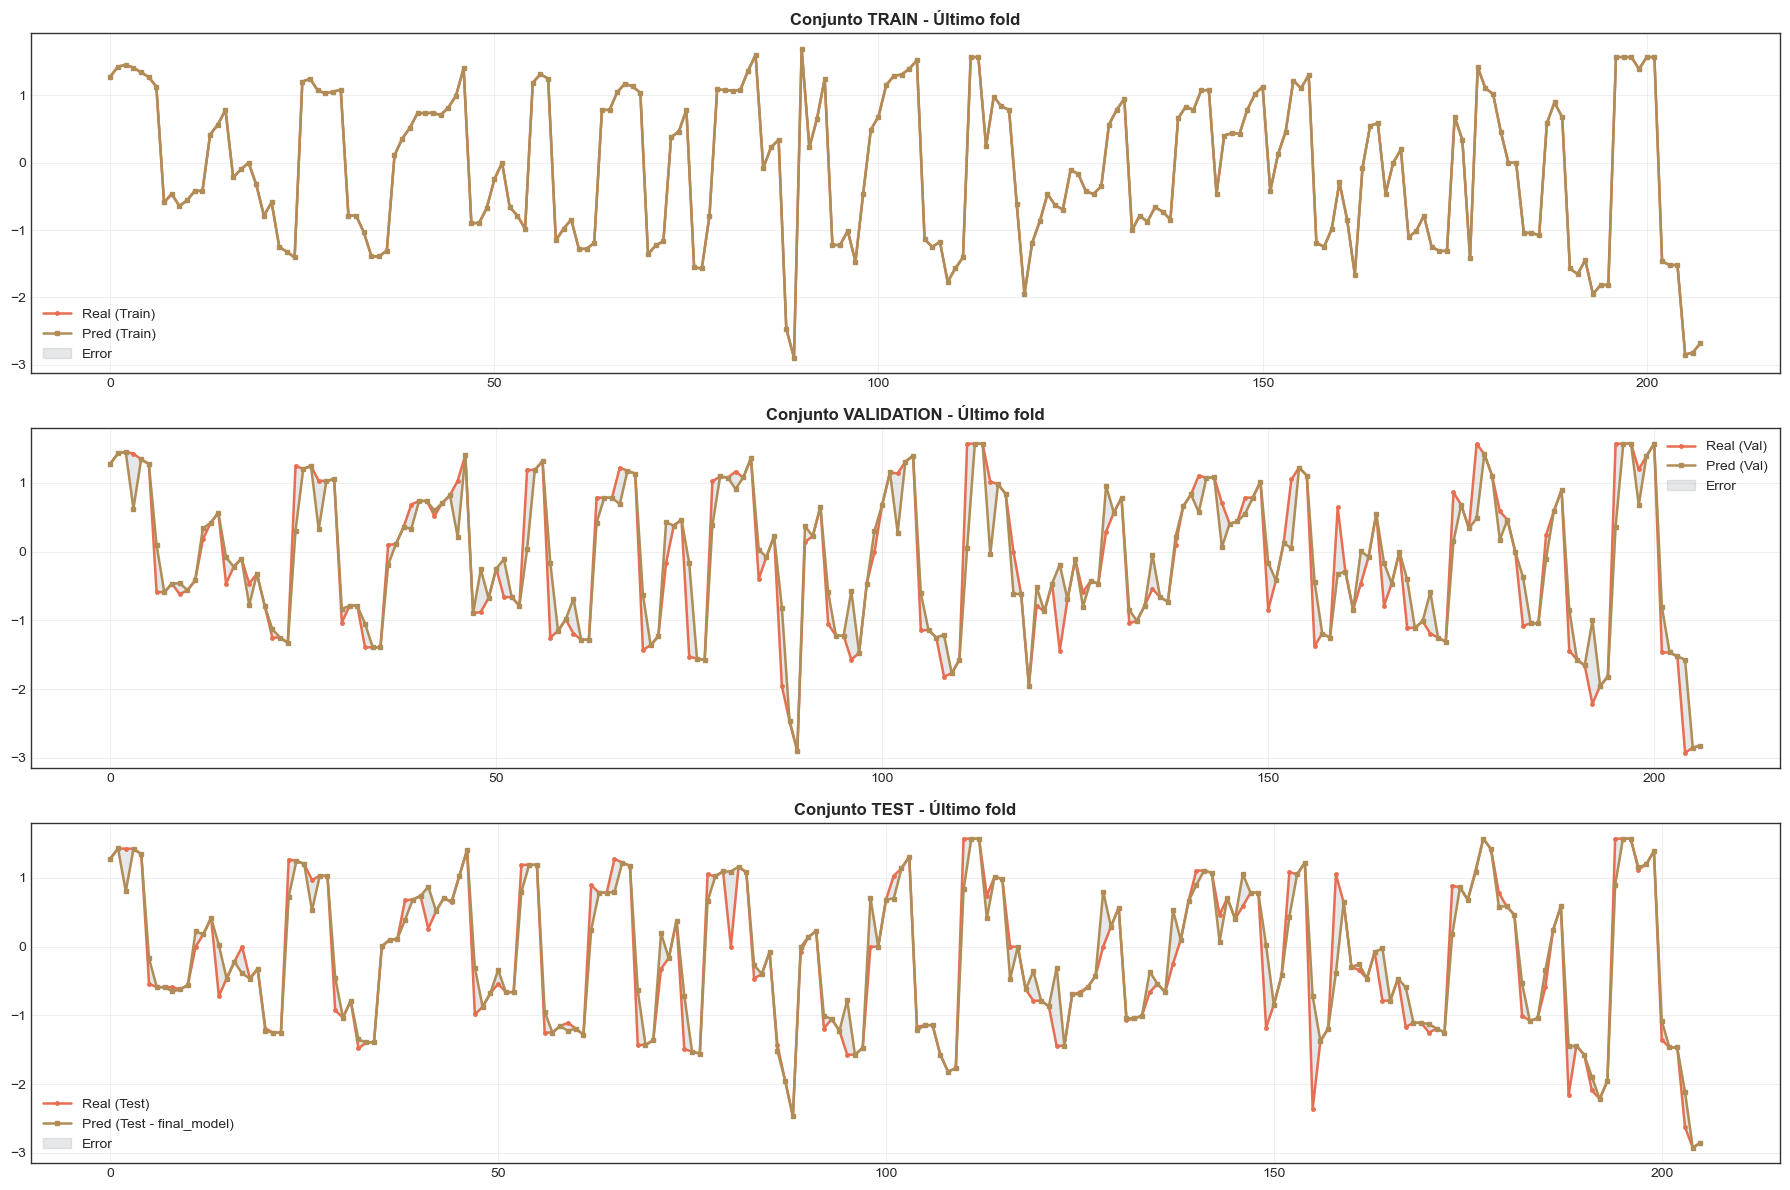 Conjunto TRAIN - Último fold
1
0
−1
−2
−3
Real (Train)
Pred (Train)
Error
0 50 100 150 200
Conjunto VALIDATION - Último fold
1
0
−1
−2
−3
Real (Val)
Pred (Val)
Error
0 50 100 150 200
Conjunto TEST - Último fold
1
0
−1
−2
−3
Real (Test)
Pred (Test - final_model)
Error
0 50 100 150 200